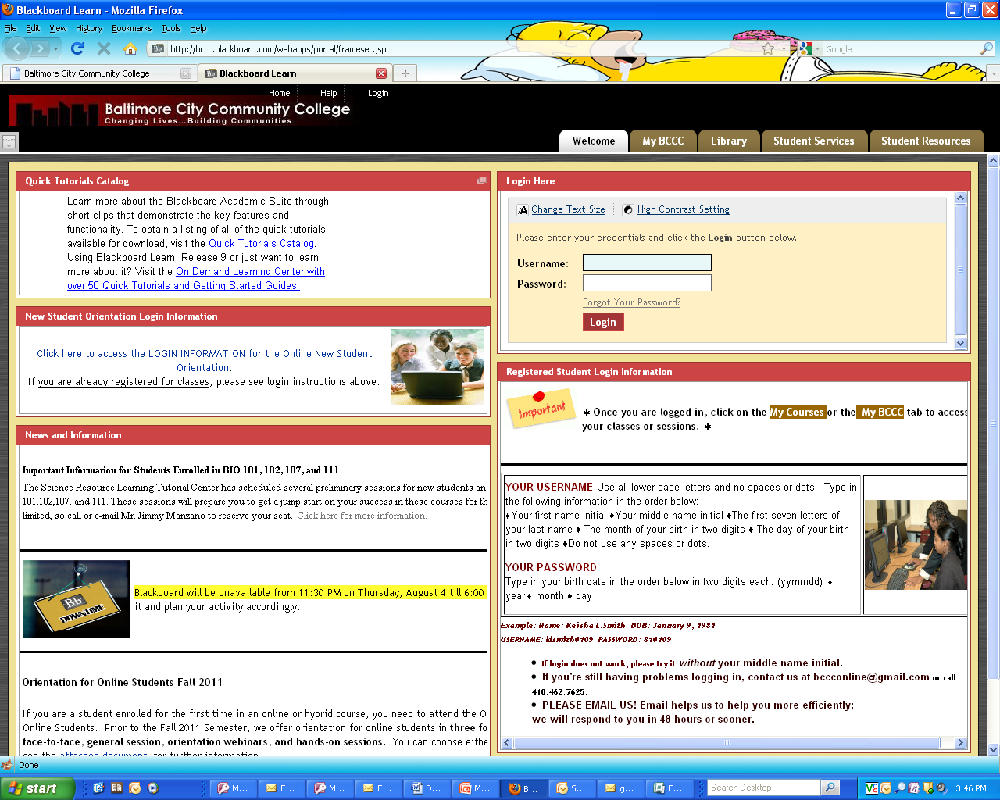 Blackboard Learn - Mozilla Firefox
File Edit View History Bookmarks Tools Help
http://bccc.blackboard.com/webapps/portal/frameset.jsp
Google
Baltimore City Community College
Blackboard Learn
Home Help Login
Baltimore City Community College
Changing Lives...Building Communities
Welcome My BCCC Library Student Services Student Resources
Quick Tutorials Catalog
Learn more about the Blackboard Academic Suite through
short clips that demonstrate the key features and
functionality. To obtain a listing of all of the quick tutorials
available for download, visit the Quick Tutorials Catalog.
Using Blackboard Learn, Release 9 or just want to learn
more about it? Visit the On Demand Learning Center with
over 50 Quick Tutorials and Getting Started Guides.
New Student Orientation Login Information
Click here to access the LOGIN INFORMATION for the Online New Student
Orientation.
If you are already registered for classes, please see login instructions above.
News and Information
Important Information for Students Enrolled in BIO 101, 102, 107, and 111
The Science Resource Learning Tutorial Center has scheduled several preliminary sessions for new students an
101,102,107, and 111. These sessions will prepare you to get a jump start on your success in these courses for th
limited, so call or e-mail Mr. Jimmy Manzano to reserve your seat. Click here for more information.
Bb
DOWNTIME
Blackboard will be unavailable from 11:30 PM on Thursday, August 4 till 6:00
it and plan your activity accordingly.
Orientation for Online Students Fall 2011
If you are a student enrolled for the first time in an online or hybrid course, you need to attend the O
Online Students. Prior to the Fall 2011 Semester, we offer orientation for online students in three fo
face-to-face, general session, orientation webinars, and hands-on sessions. You can choose eithe
see the attached document for further information
Login Here
Change Text Size High Contrast Setting
Please enter your credentials and click the Login button below.
Username:
Password:
Forgot Your Password?
Login
Registered Student Login Information
Important
* Once you are logged in, click on the My Courses or the My BCCC tab to access
your classes or sessions. *
YOUR USERNAME Use all lower case letters and no spaces or dots. Type in
the following information in the order below:
♦Your first name initial ♦Your middle name initial ♦The first seven letters of
your last name ♦ The month of your birth in two digits ♦ The day of your birth
in two digits ♦Do not use any spaces or dots.
YOUR PASSWORD
Type in your birth date in the order below in two digits each: (yymmdd) ♦
year♦ month ♦ day
Example: Name: Keisha L.Smith. DOB: January 9, 1981
USERNAME: klsmith0109 PASSWORD: 810109
• If login does not work, please try it without your middle name initial.
• If you're still having problems logging in, contact us at bccconline@gmail.com or call
410.462.7625.
• PLEASE EMAIL US! Email helps us to help you more efficiently;
we will respond to you in 48 hours or sooner.
Done
start M... E... M... F... D... M... B... S... g... E... Search Desktop 3:46 PM